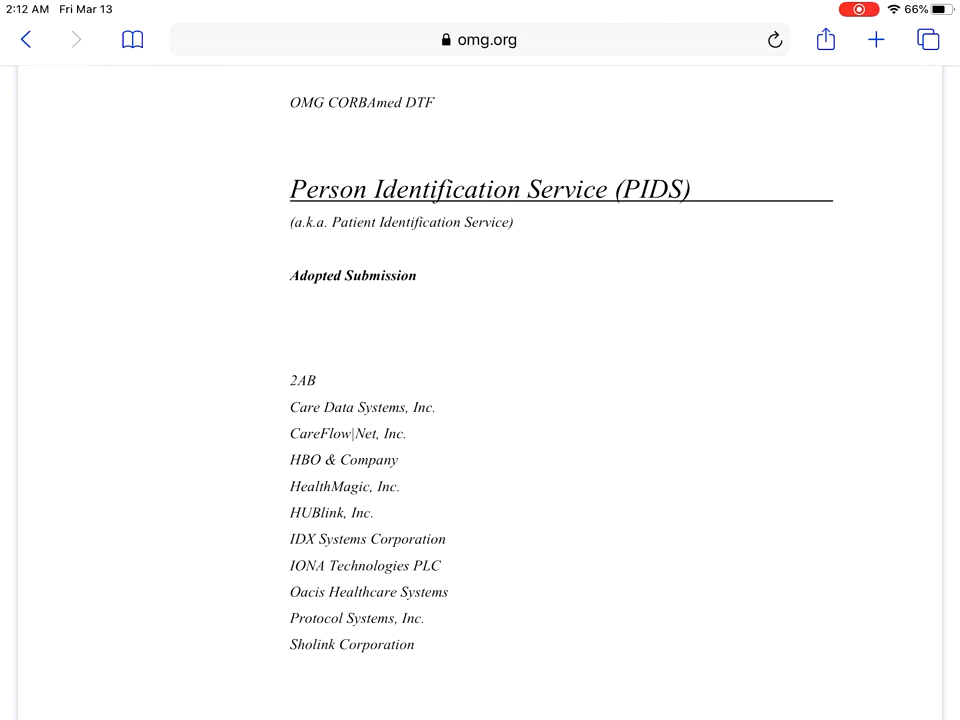 2:12 AM Fri Mar 13
66%
omg.org
OMG CORBAmed DTF
Person Identification Service (PIDS)
(a.k.a. Patient Identification Service)
Adopted Submission
2AB
Care Data Systems, Inc.
CareFlow|Net, Inc.
HBO & Company
HealthMagic, Inc.
HUBlink, Inc.
IDX Systems Corporation
IONA Technologies PLC
Oacis Healthcare Systems
Protocol Systems, Inc.
Sholink Corporation